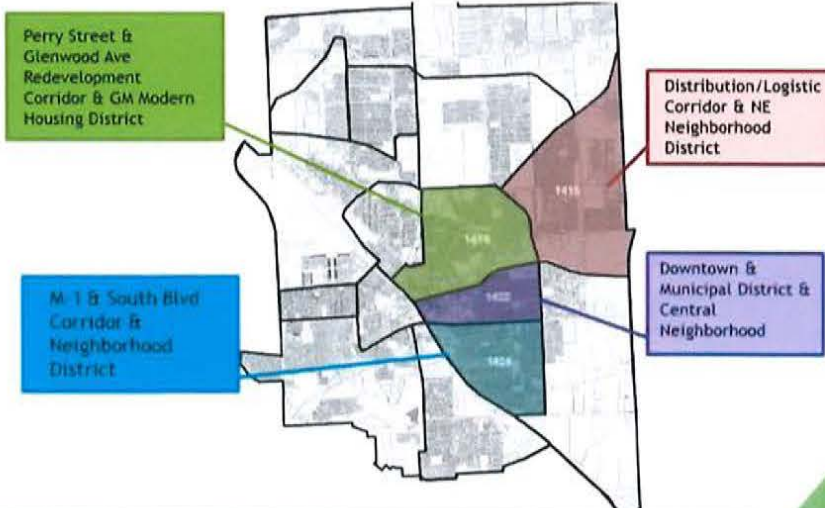 Perry Street &
Glenwood Ave
Redevelopment
Corridor & GM Modern
Housing District
Distribution/Logistic
Corridor & NE
Neighborhood
District
M-1 & South Blvd
Corridor &
Neighborhood
District
Downtown &
Municipal District &
Central
Neighborhood
1422